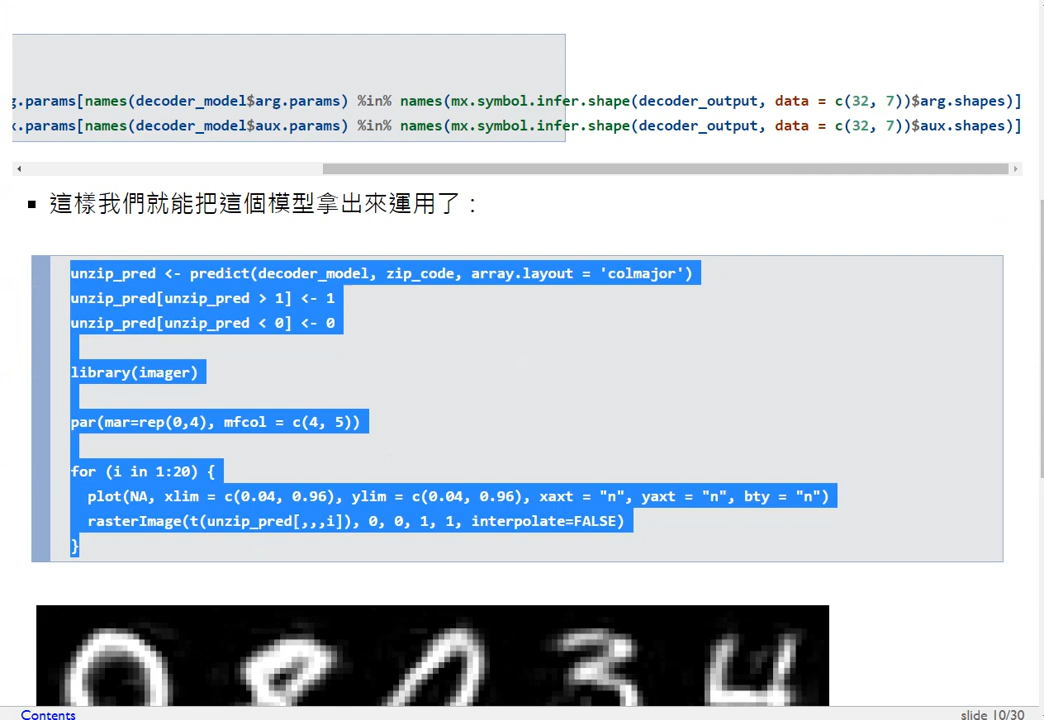 g.params[names(decoder_model$arg.params) %in% names(mx.symbol.infer.shape(decoder_output, data = c(32, 7))$arg.shapes)]
x.params[names(decoder_model$aux.params) %in% names(mx.symbol.infer.shape(decoder_output, data = c(32, 7))$aux.shapes)]
▪ 這樣我們就能把這個模型拿出來運用了：
unzip_pred <- predict(decoder_model, zip_code, array.layout = 'colmajor')
unzip_pred[unzip_pred > 1] <- 1
unzip_pred[unzip_pred < 0] <- 0
library(imager)
par(mar=rep(0,4), mfcol = c(4, 5))
for (i in 1:20) {
  plot(NA, xlim = c(0.04, 0.96), ylim = c(0.04, 0.96), xaxt = "n", yaxt = "n", bty = "n")
  rasterImage(t(unzip_pred[,,,i]), 0, 0, 1, 1, interpolate=FALSE)
}
Contents
slide 10/30